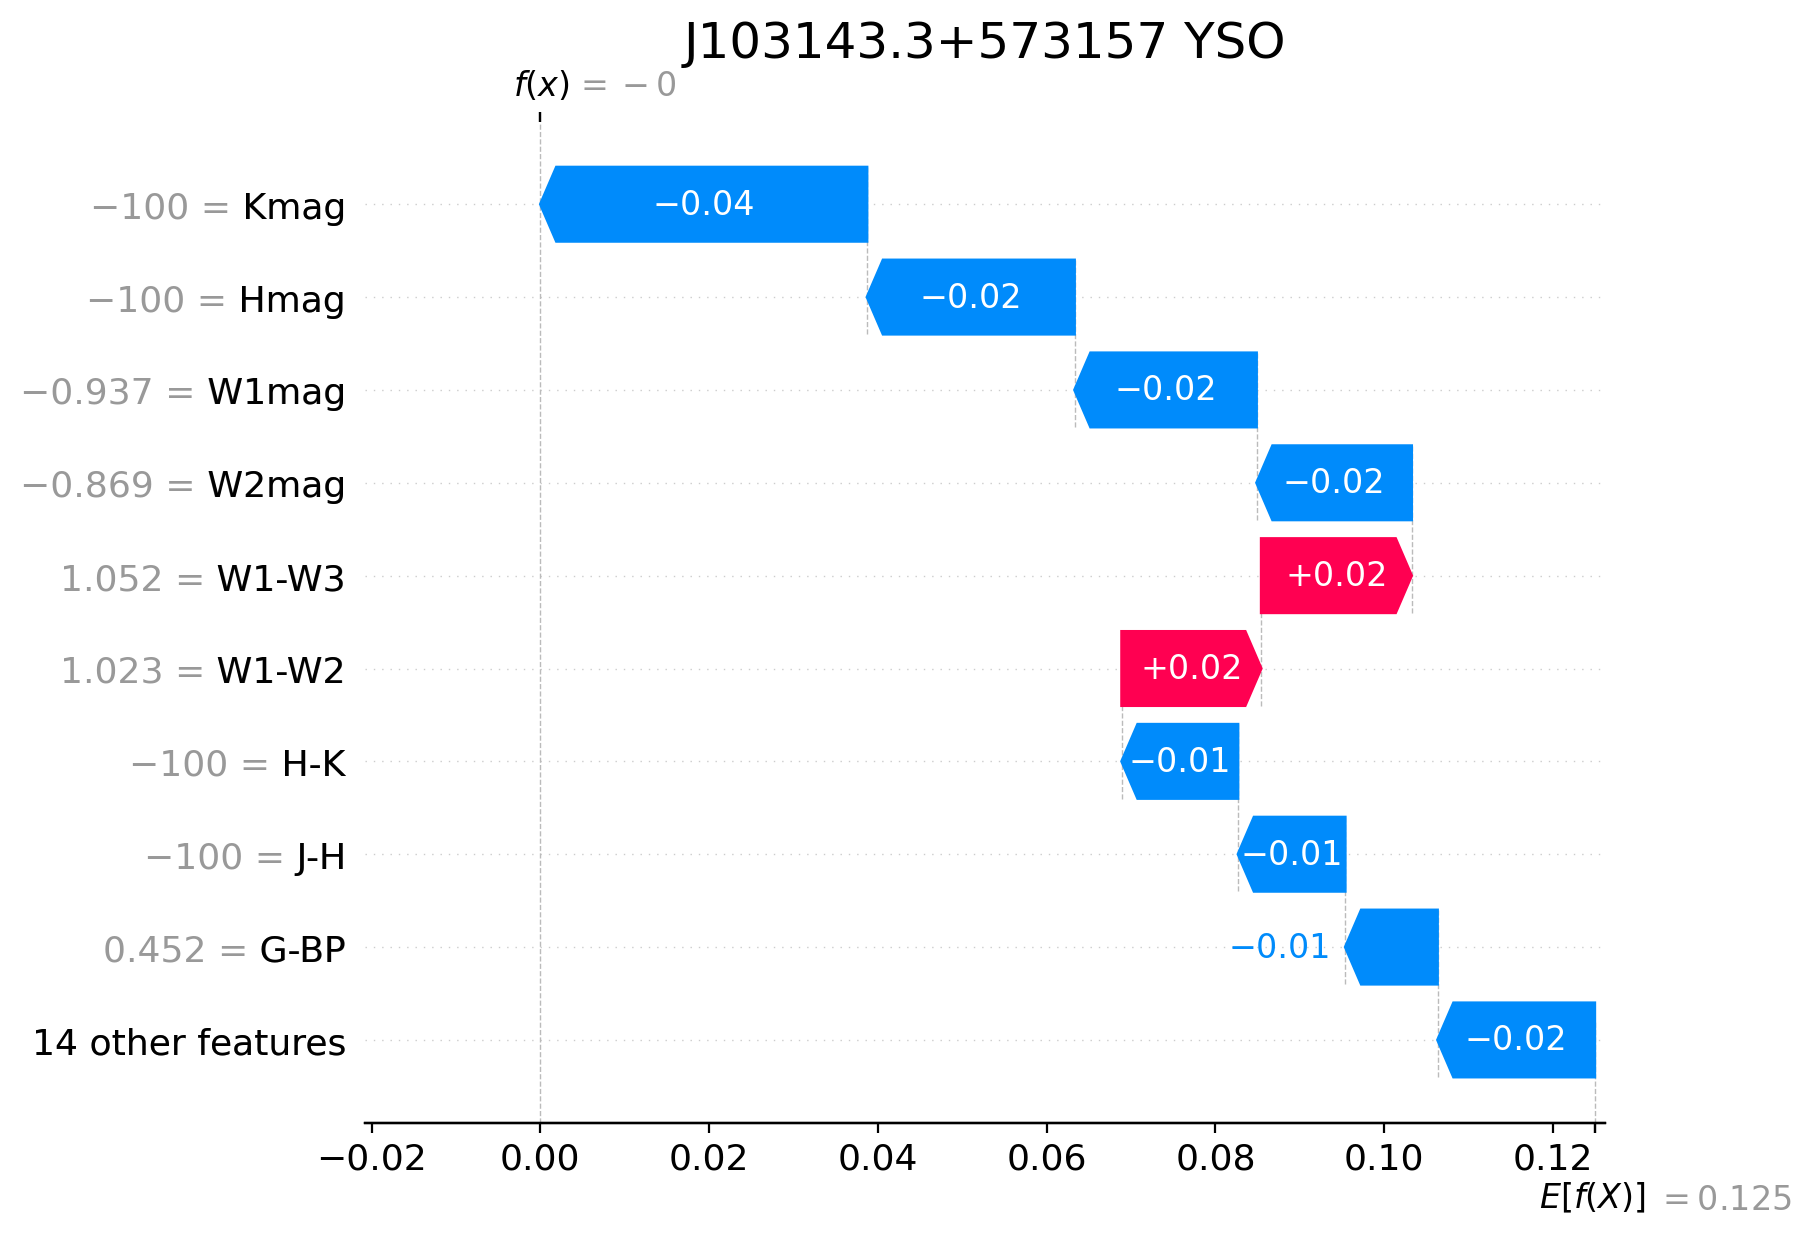 J103143.3+573157 YSO
f(x) = −0
−100 = Kmag −0.04
−100 = Hmag −0.02
−0.937 = W1mag −0.02
−0.869 = W2mag −0.02
1.052 = W1-W3 +0.02
1.023 = W1-W2 +0.02
−100 = H-K −0.01
−100 = J-H −0.01
0.452 = G-BP −0.01
14 other features −0.02
−0.02 0.00 0.02 0.04 0.06 0.08 0.10 0.12
E[f(X)] = 0.125